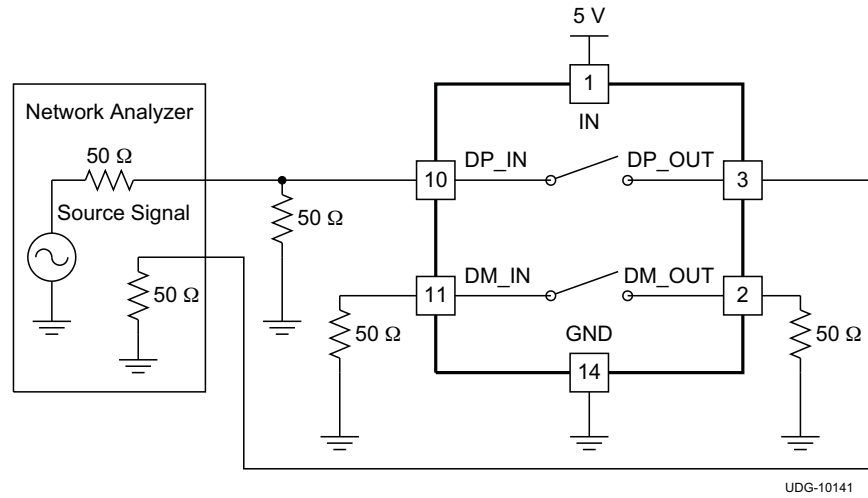 5 V
1
IN
Network Analyzer
50 Ω
Source Signal
50 Ω
50 Ω
10
DP_IN
DP_OUT
3
11
DM_IN
DM_OUT
2
50 Ω
50 Ω
GND
14
UDG-10141